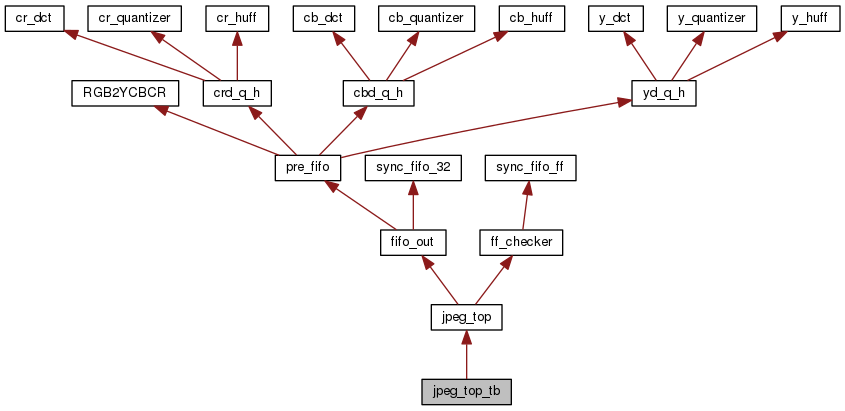 cr_dct
cr_quantizer
cr_huff
cb_dct
cb_quantizer
cb_huff
y_dct
y_quantizer
y_huff
RGB2YCBCR
crd_q_h
cbd_q_h
yd_q_h
pre_fifo
sync_fifo_32
sync_fifo_ff
fifo_out
ff_checker
jpeg_top
jpeg_top_tb